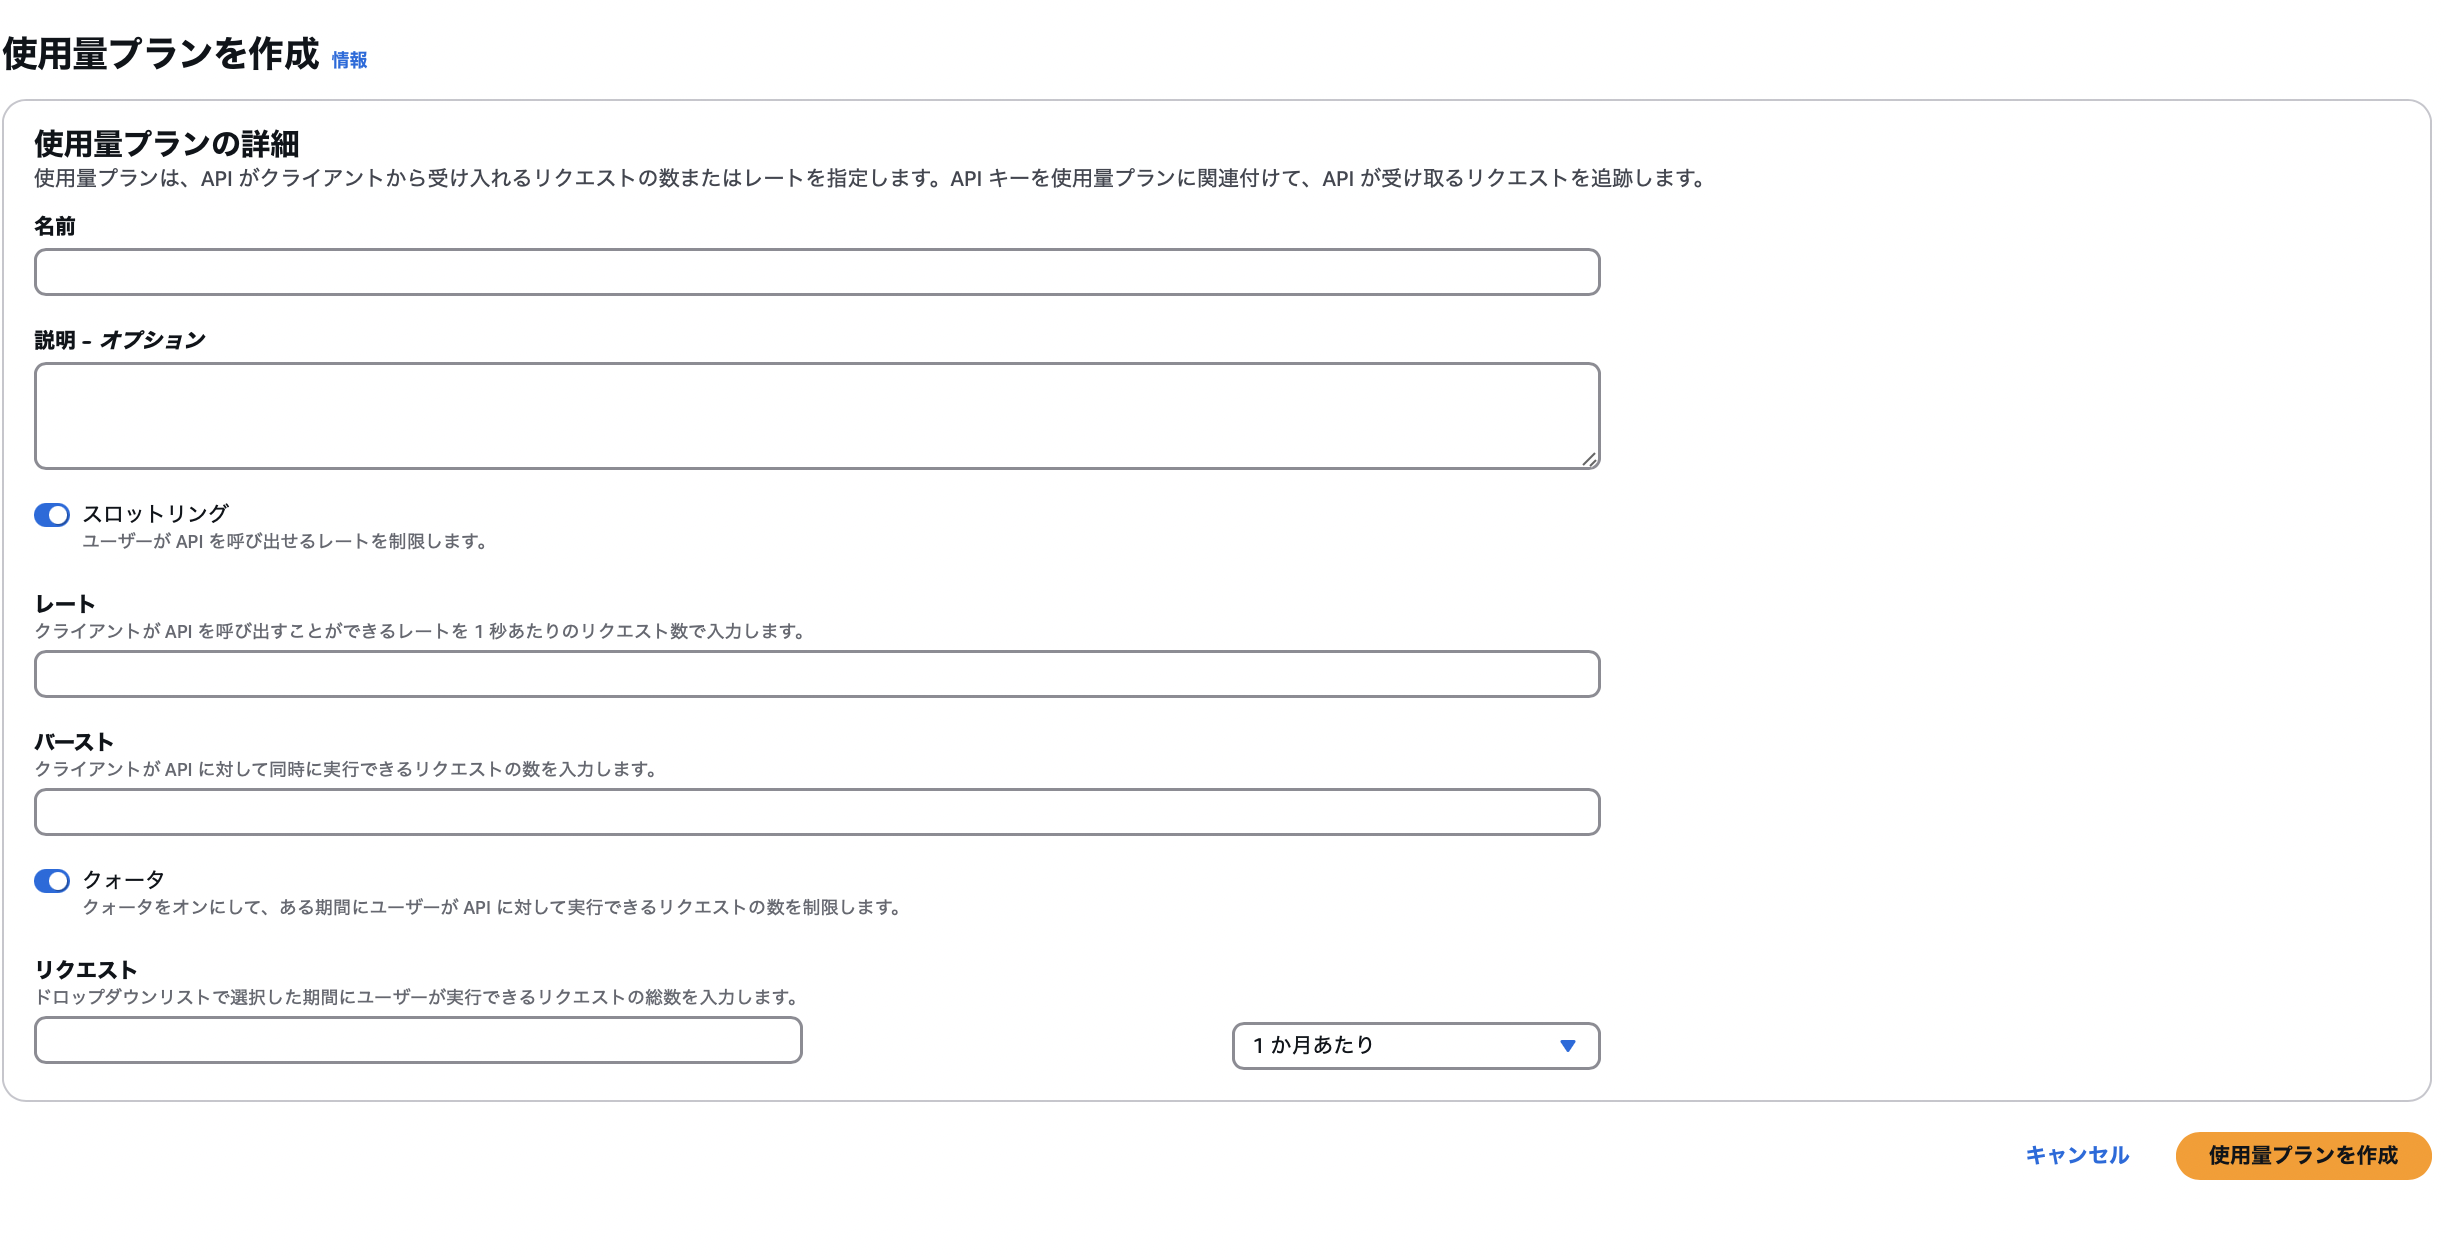 使用量プランを作成 情報
使用量プランの詳細
使用量プランは、API がクライアントから受け入れるリクエストの数またはレートを指定します。API キーを使用量プランに関連付けて、API が受け取るリクエストを追跡します。
名前
説明 - オプション
スロットリング
ユーザーが API を呼び出せるレートを制限します。
レート
クライアントが API を呼び出すことができるレートを 1 秒あたりのリクエスト数で入力します。
バースト
クライアントが API に対して同時に実行できるリクエストの数を入力します。
クォータ
クォータをオンにして、ある期間にユーザーが API に対して実行できるリクエストの数を制限します。
リクエスト
ドロップダウンリストで選択した期間にユーザーが実行できるリクエストの総数を入力します。
1 か月あたり
キャンセル 使用量プランを作成